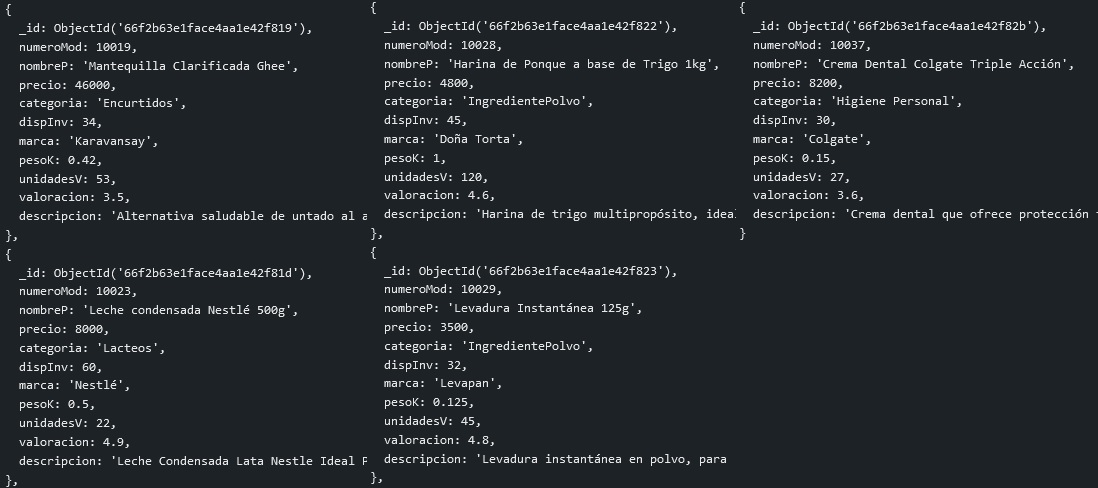 {
_id: ObjectId('66f2b63e1face4aa1e42f819'),
numeroMod: 10019,
nombreP: 'Mantequilla Clarificada Ghee',
precio: 46000,
categoria: 'Encurtidos',
dispInv: 34,
marca: 'Karavansay',
pesoK: 0.42,
unidadesV: 53,
valoracion: 3.5,
descripcion: 'Alternativa saludable de untado al a
},
{
_id: ObjectId('66f2b63e1face4aa1e42f81d'),
numeroMod: 10023,
nombreP: 'Leche condensada Nestlé 500g',
precio: 8000,
categoria: 'Lacteos',
dispInv: 60,
marca: 'Nestlé',
pesoK: 0.5,
unidadesV: 22,
valoracion: 4.9,
descripcion: 'Leche Condensada Lata Nestle Ideal P
},
{
_id: ObjectId('66f2b63e1face4aa1e42f822'),
numeroMod: 10028,
nombreP: 'Harina de Ponque a base de Trigo 1kg',
precio: 4800,
categoria: 'IngredientePolvo',
dispInv: 45,
marca: 'Doña Torta',
pesoK: 1,
unidadesV: 120,
valoracion: 4.6,
descripcion: 'Harina de trigo multipropósito, ideal
},
{
_id: ObjectId('66f2b63e1face4aa1e42f823'),
numeroMod: 10029,
nombreP: 'Levadura Instantánea 125g',
precio: 3500,
categoria: 'IngredientePolvo',
dispInv: 32,
marca: 'Levapan',
pesoK: 0.125,
unidadesV: 45,
valoracion: 4.8,
descripcion: 'Levadura instantánea en polvo, para
},
{
_id: ObjectId('66f2b63e1face4aa1e42f82b'),
numeroMod: 10037,
nombreP: 'Crema Dental Colgate Triple Acción',
precio: 8200,
categoria: 'Higiene Personal',
dispInv: 30,
marca: 'Colgate',
pesoK: 0.15,
unidadesV: 27,
valoracion: 3.6,
descripcion: 'Crema dental que ofrece protección
}